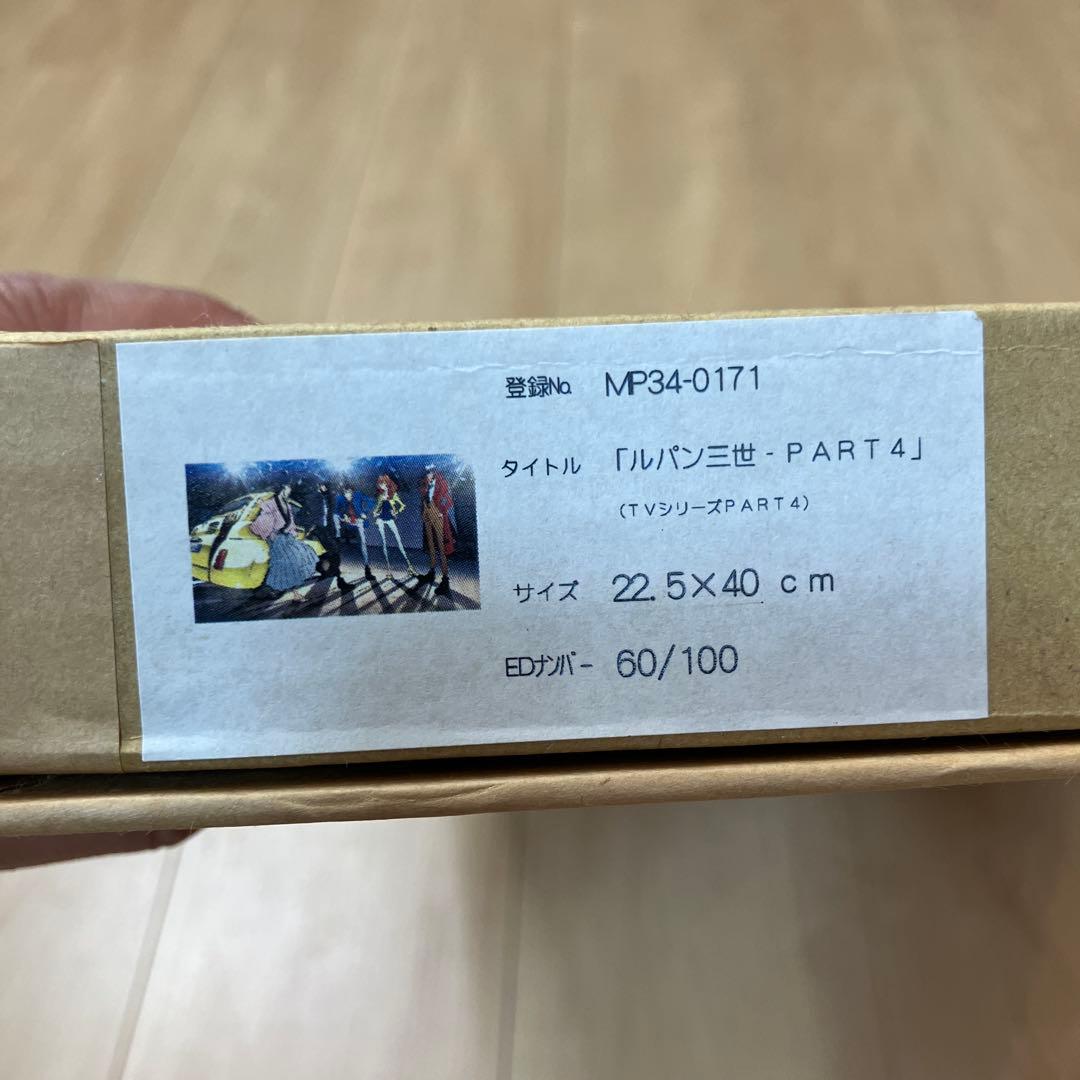 登録No. MP34-0171
タイトル 「ルパン三世-PART4」
(TVシリーズPART4)
サイズ 22.5×40 cm
EDナンバー 60/100